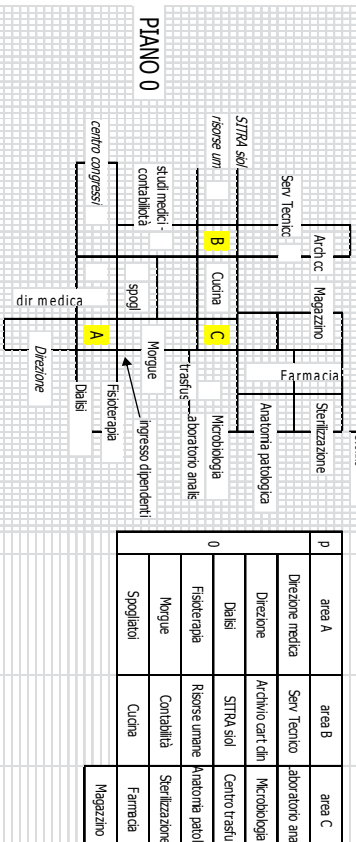 PIANO 0
centro congressi
studi medici -
contabilotà
risorse um
SITRA siol
Serv Tecnico
Arch cc
Magazzino
B
Cucina
C
spogl
dir medica
A
Direzione
Morgue
trasfus
Farmacia
Sterilizzazione
Anatomia patologica
Microbiologia
aboratorio analis
ingresso dipendenti
Fisioterapia
Dialisi
p area A area B area C
0
Direzione medica Serv Tecnico aboratorio ana
Direzione Archivio cart clin Microbiologia
Dialisi SITRA siol Centro trasfu
Fisioterapia Risorse umane Anatomia patol
Morgue Contabilità Sterilizzazione
Spogliatoi Cucina Farmacia
Magazzino